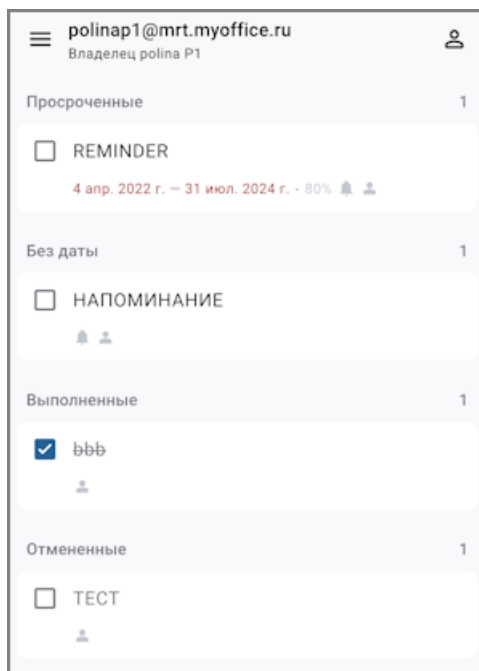 polinap1@mrt.myoffice.ru
Владелец polina P1
Просроченные 1
REMINDER
4 апр. 2022 г. — 31 июл. 2024 г. • 80%
Без даты 1
НАПОМИНАНИЕ
Выполненные 1
bbb
Отмененные 1
ТЕСТ